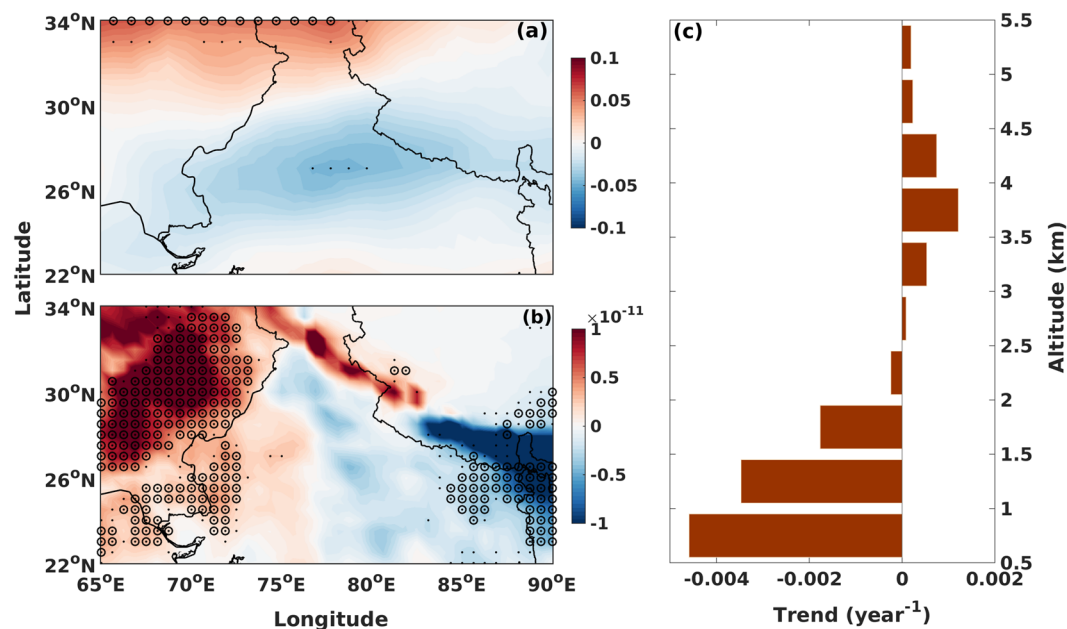 (a)
34°N
30°N
26°N
22°N
0.1
0.05
0
-0.05
-0.1
Latitude
(b)
34°N
30°N
26°N
22°N
65°E
70°E
75°E
80°E
85°E
90°E
Longitude
×10⁻¹¹
1
0.5
0
-0.5
-1
(c)
5.5
5
4.5
4
3.5
3
2.5
2
1.5
1
0.5
Altitude (km)
-0.004
-0.002
0
0.002
Trend (year⁻¹)